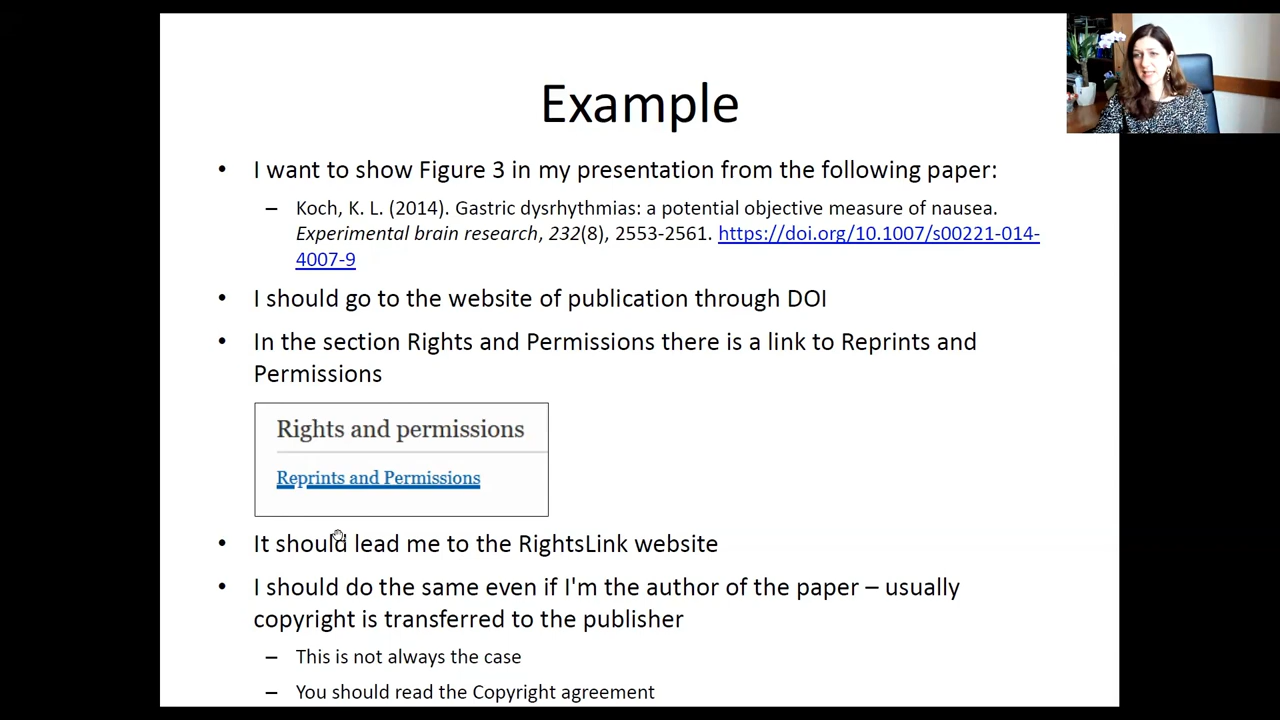 Example
• I want to show Figure 3 in my presentation from the following paper:
– Koch, K. L. (2014). Gastric dysrhythmias: a potential objective measure of nausea.
Experimental brain research, 232(8), 2553-2561. https://doi.org/10.1007/s00221-014-
4007-9
• I should go to the website of publication through DOI
• In the section Rights and Permissions there is a link to Reprints and
Permissions
Rights and permissions
Reprints and Permissions
• It should lead me to the RightsLink website
• I should do the same even if I'm the author of the paper – usually
copyright is transferred to the publisher
– This is not always the case
– You should read the Copyright agreement